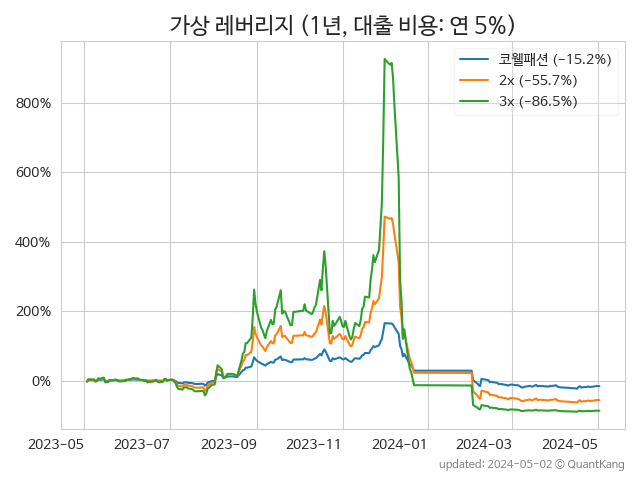 가상 레버리지 (1년, 대출 비용: 연 5%)
코웰패션 (-15.2%)
2x (-55.7%)
3x (-86.5%)
800%
600%
400%
200%
0%
2023-05 2023-07 2023-09 2023-11 2024-01 2024-03 2024-05
updated: 2024-05-02 © QuantKang